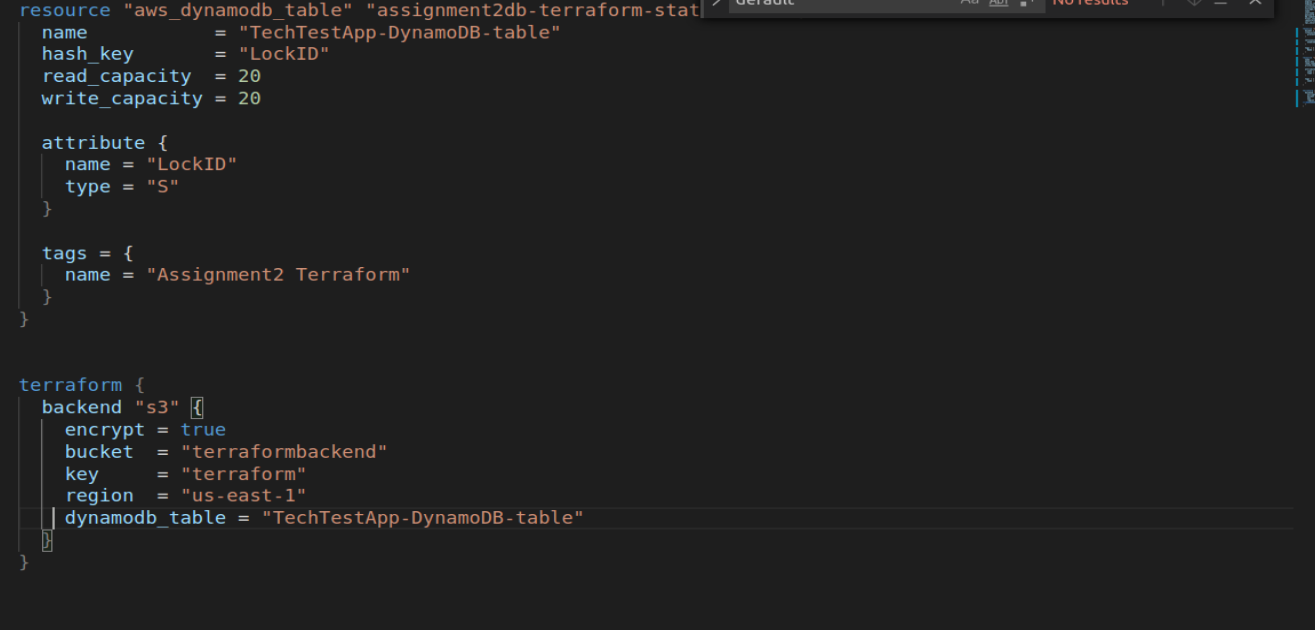 resource "aws_dynamodb_table" "assignment2db-terraform-stat
default
No results
name = "TechTestApp-DynamoDB-table"
hash_key = "LockID"
read_capacity = 20
write_capacity = 20
attribute {
name = "LockID"
type = "S"
}
tags = {
name = "Assignment2 Terraform"
}
}
terraform {
backend "s3" {
encrypt = true
bucket = "terraformbackend"
key = "terraform"
region = "us-east-1"
dynamodb_table = "TechTestApp-DynamoDB-table"
}
}